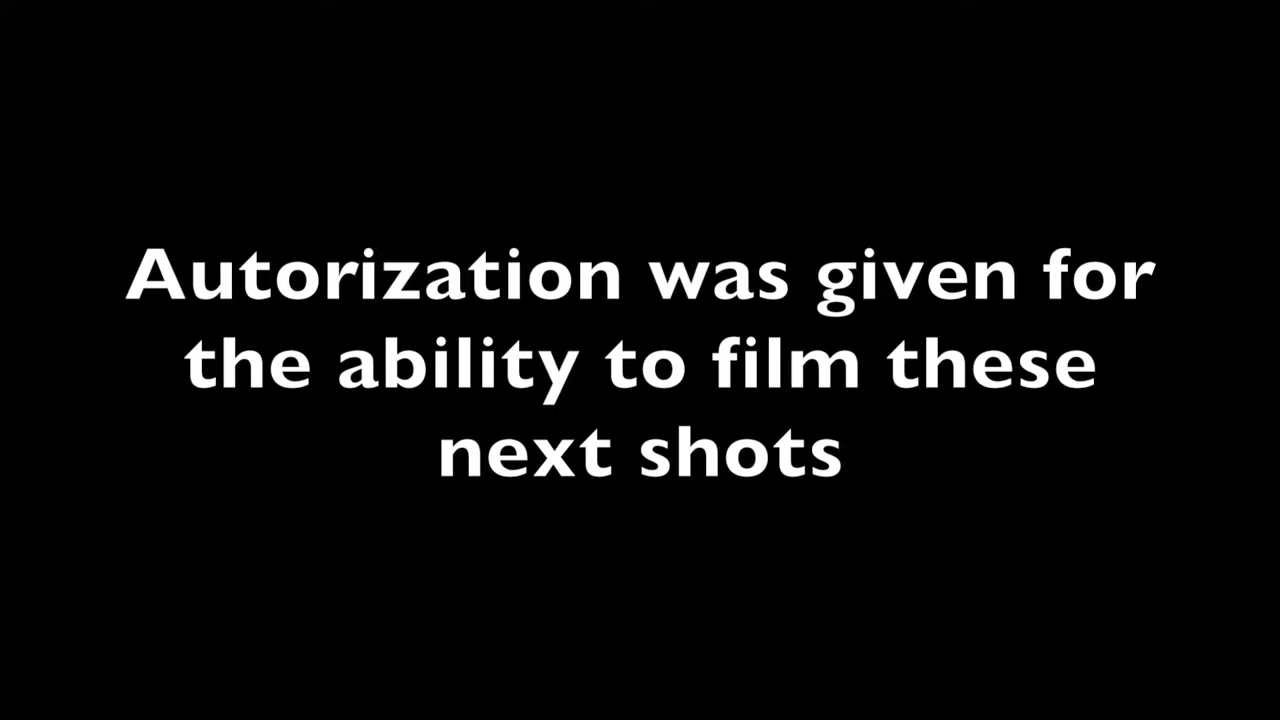 Autorization was given for
the ability to film these
next shots